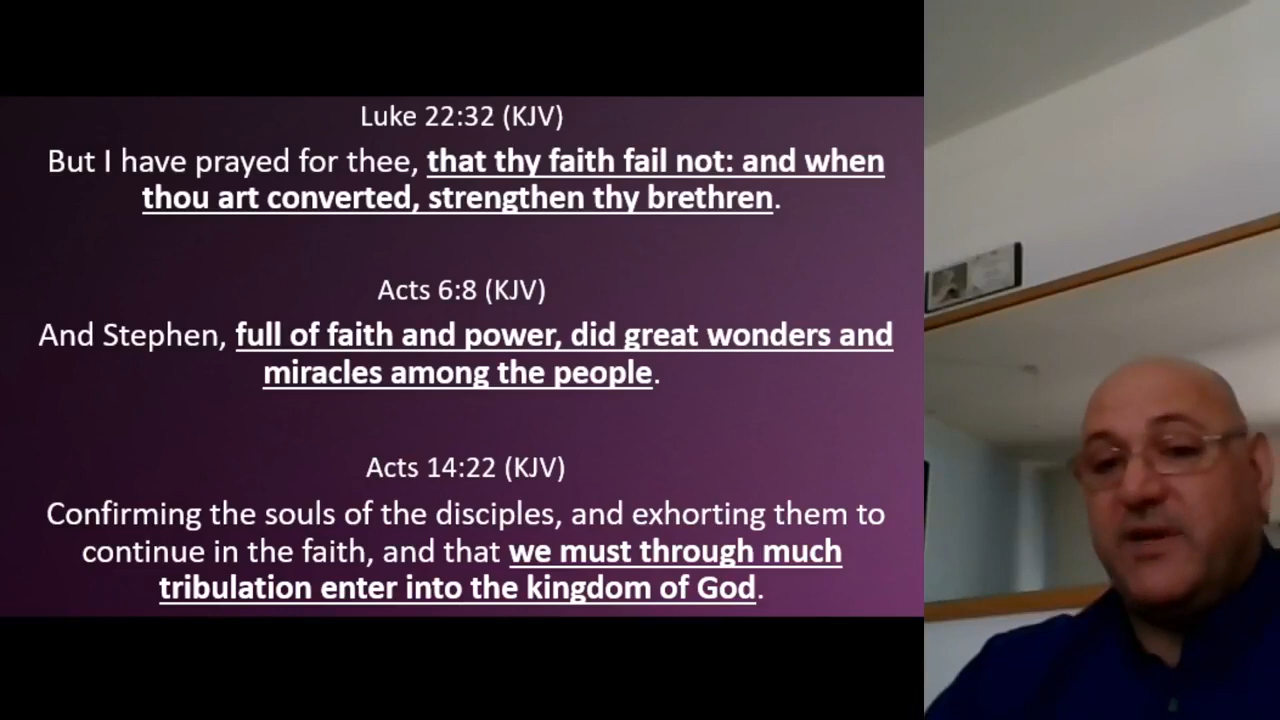 Luke 22:32 (KJV)
But I have prayed for thee, that thy faith fail not: and when
thou art converted, strengthen thy brethren.
Acts 6:8 (KJV)
And Stephen, full of faith and power, did great wonders and
miracles among the people.
Acts 14:22 (KJV)
Confirming the souls of the disciples, and exhorting them to
continue in the faith, and that we must through much
tribulation enter into the kingdom of God.